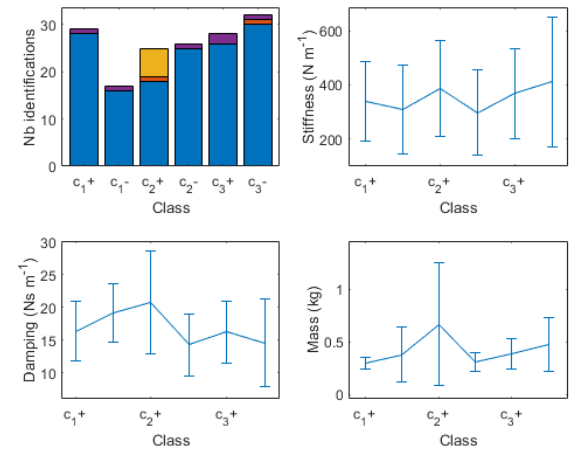 30
20
10
0
Nb identifications
c1+ c1- c2+ c2- c3+ c3-
Class
600
400
200
Stiffness (N m-1)
c1+ c2+ c3+
Class
30
25
20
15
10
Damping (Ns m-1)
c1+ c2+ c3+
Class
1
0.5
0
Mass (kg)
c1+ c2+ c3+
Class